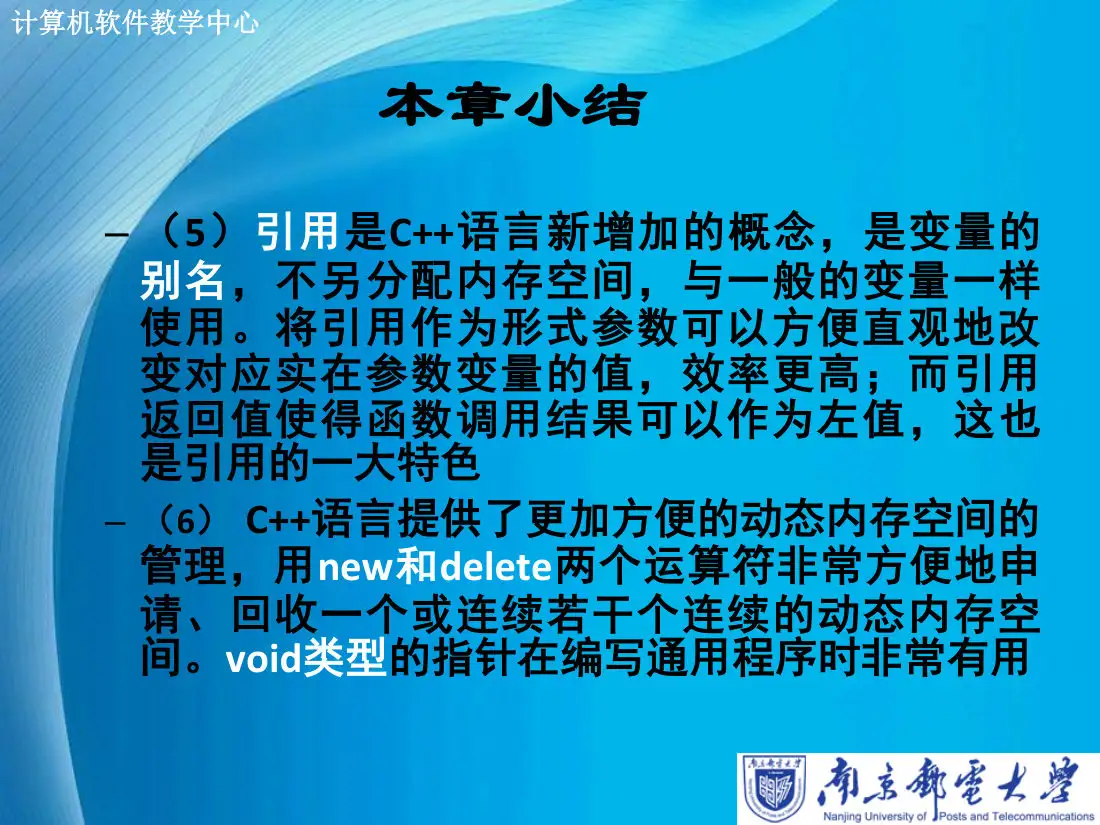 计算机软件教学中心
本章小结
– （5）引用是C++语言新增加的概念，是变量的
别名，不另分配内存空间，与一般的变量一样
使用。将引用作为形式参数可以方便直观地改
变对应实在参数变量的值，效率更高；而引用
返回值使得函数调用结果可以作为左值，这也
是引用的一大特色
– （6） C++语言提供了更加方便的动态内存空间的
管理，用new和delete两个运算符非常方便地申
请、回收一个或连续若干个连续的动态内存空
间。void类型的指针在编写通用程序时非常有用
南京郵電大學
Nanjing University of Posts and Telecommunications